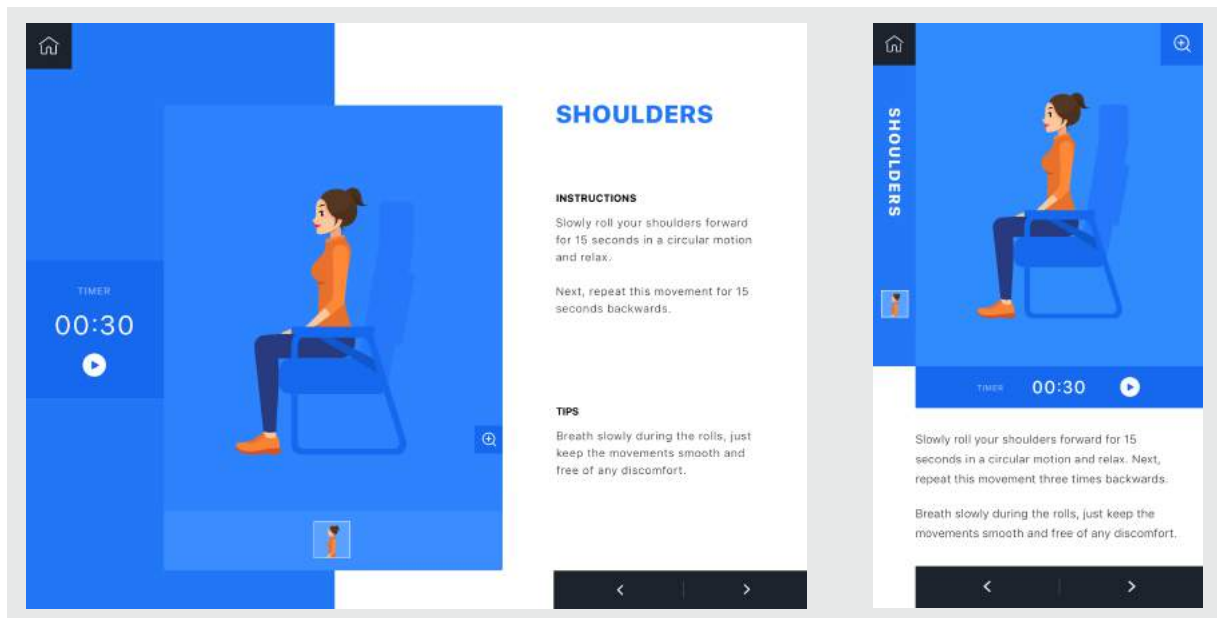 SHOULDERS
INSTRUCTIONS
Slowly roll your shoulders forward
for 15 seconds in a circular motion
and relax.
Next, repeat this movement for 15
seconds backwards.
TIMER
00:30
TIPS
Breath slowly during the rolls, just
keep the movements smooth and
free of any discomfort.
SHOULDERS
TIMER 00:30
Slowly roll your shoulders forward for 15
seconds in a circular motion and relax. Next,
repeat this movement three times backwards.
Breath slowly during the rolls, just keep the
movements smooth and free of any discomfort.